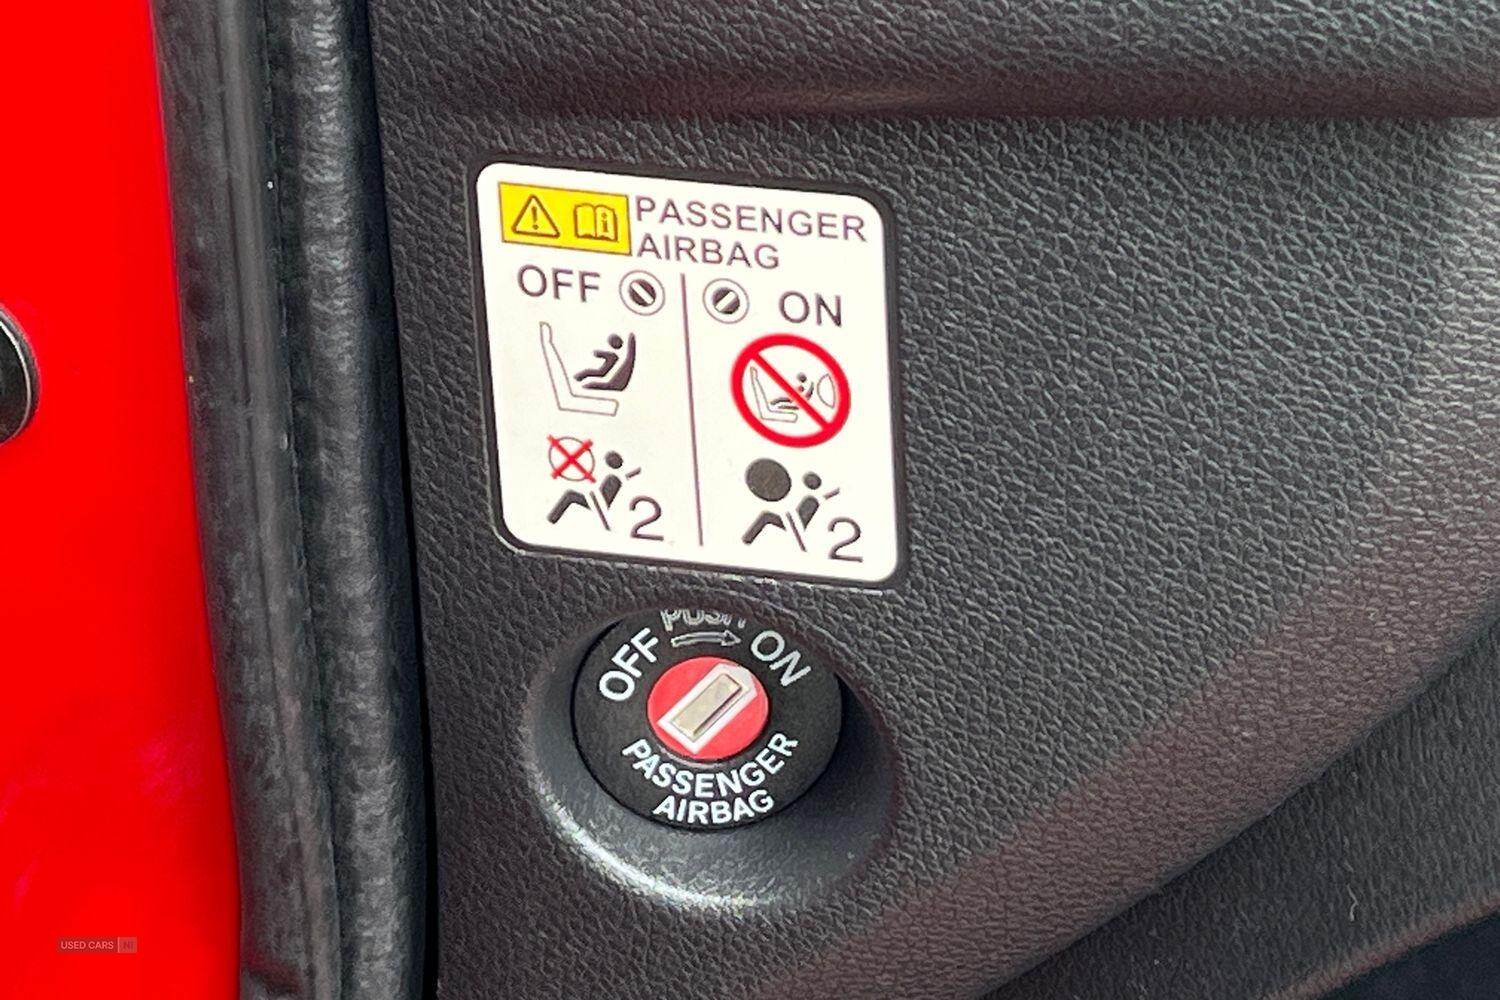 PASSENGER
AIRBAG
OFF ON
2 2
PUSH
OFF ON
PASSENGER
AIRBAG
USED CARS NI